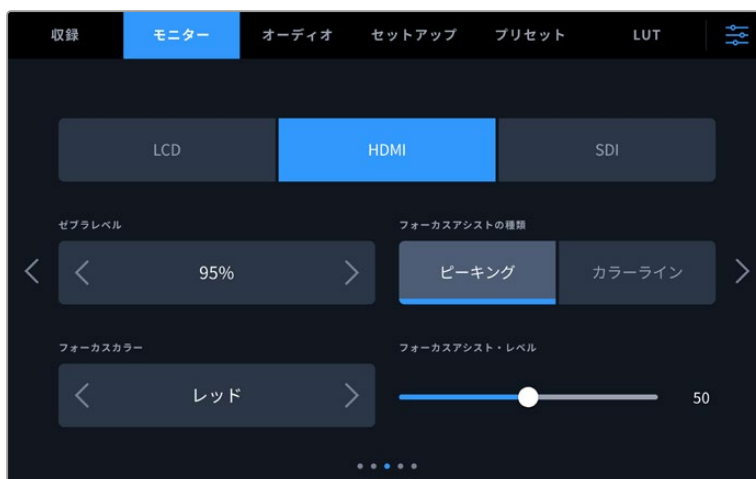 収録 モニター オーディオ セットアップ プリセット LUT
LCD HDMI SDI
ゼブラレベル フォーカスアシストの種類
95% ピーキング カラーライン
フォーカスカラー フォーカスアシスト・レベル
レッド 50